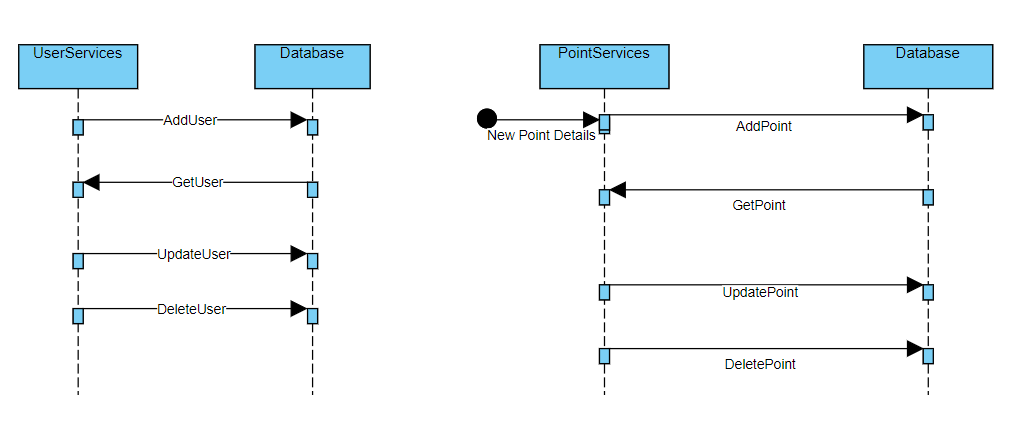 UserServices
Database
AddUser
GetUser
UpdateUser
DeleteUser
PointServices
Database
New Point Details
AddPoint
GetPoint
UpdatePoint
DeletePoint